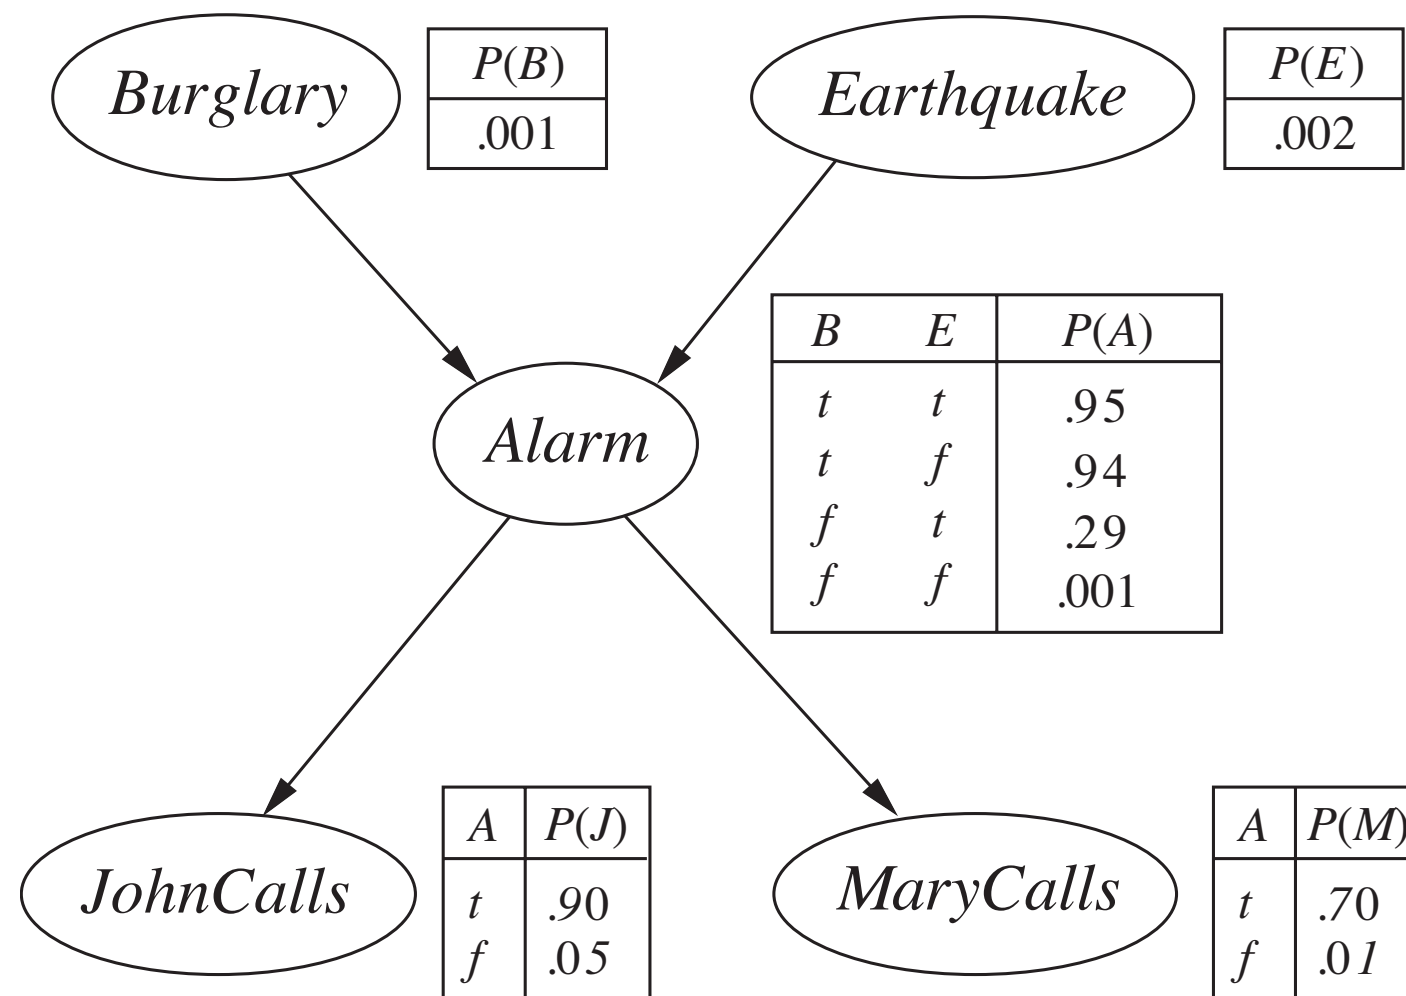 Burglary
P(B)
.001
Earthquake
P(E)
.002
Alarm
B E P(A)
t t .95
t f .94
f t .29
f f .001
JohnCalls
A P(J)
t .90
f .05
MaryCalls
A P(M)
t .70
f .01